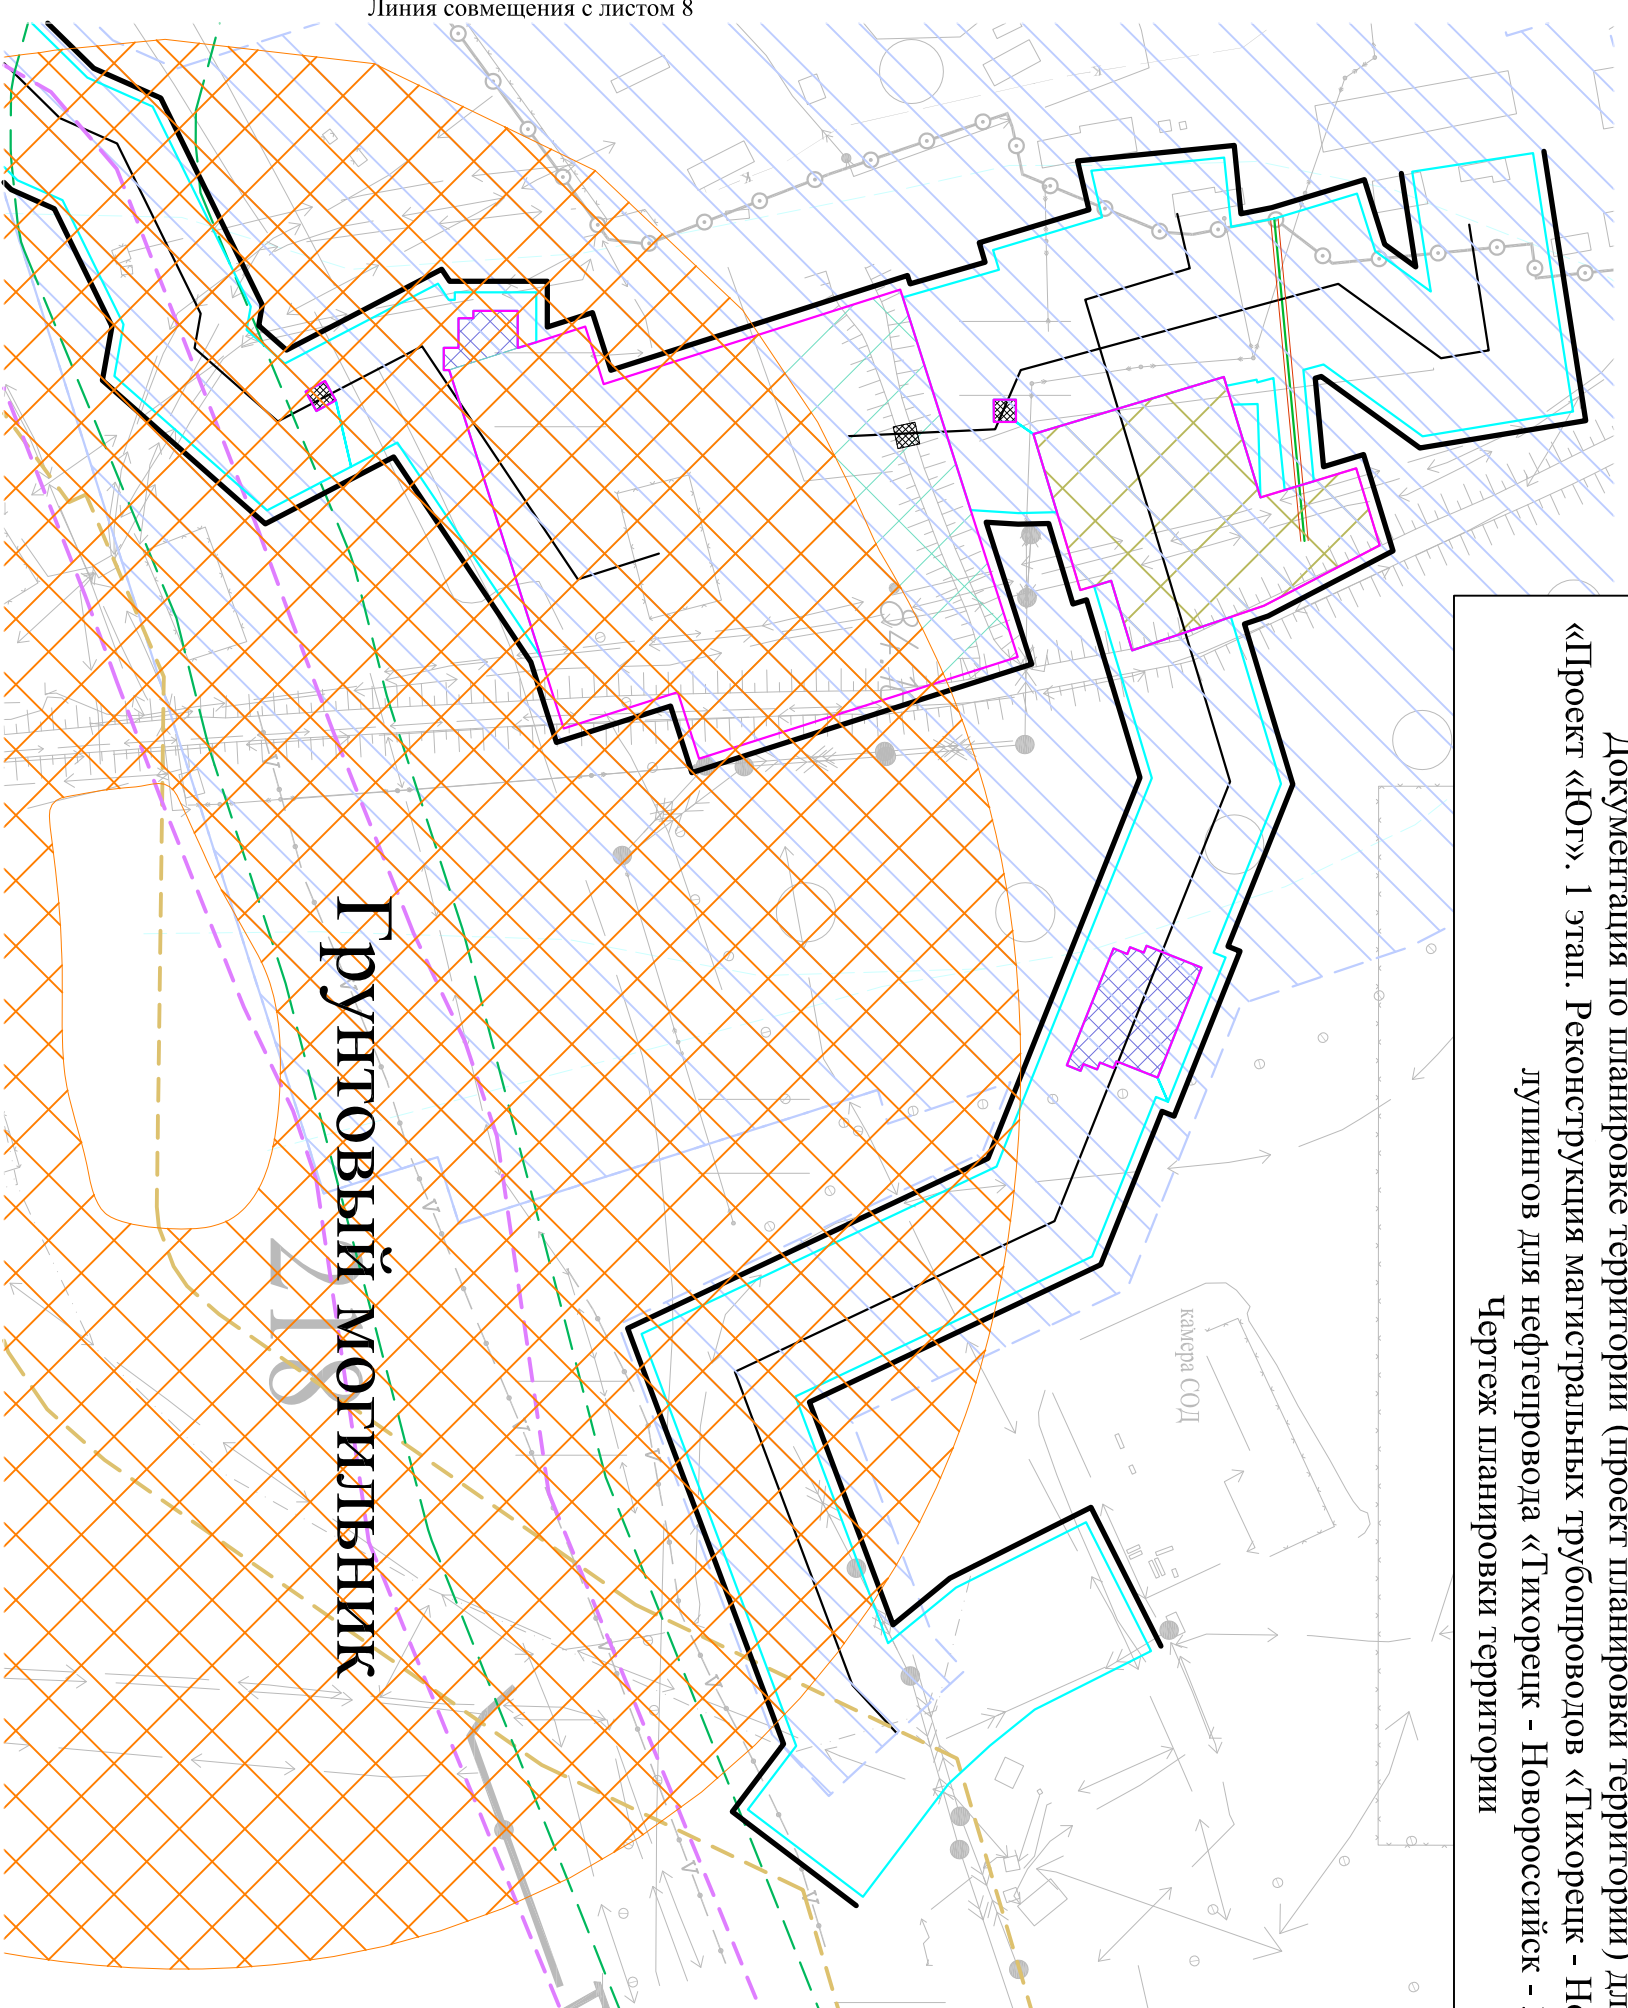 Линия совмещения с листом 8
Документация по планировке территории (проект планировки территории)
«Проект «Юг». 1 этап. Реконструкция магистральных трубопроводов «Тихорецк -
лупингов для нефтепровода «Тихорецк - Новороссийск -
Чертеж планировки территории
камера СОД
Грунтовый могильник
218